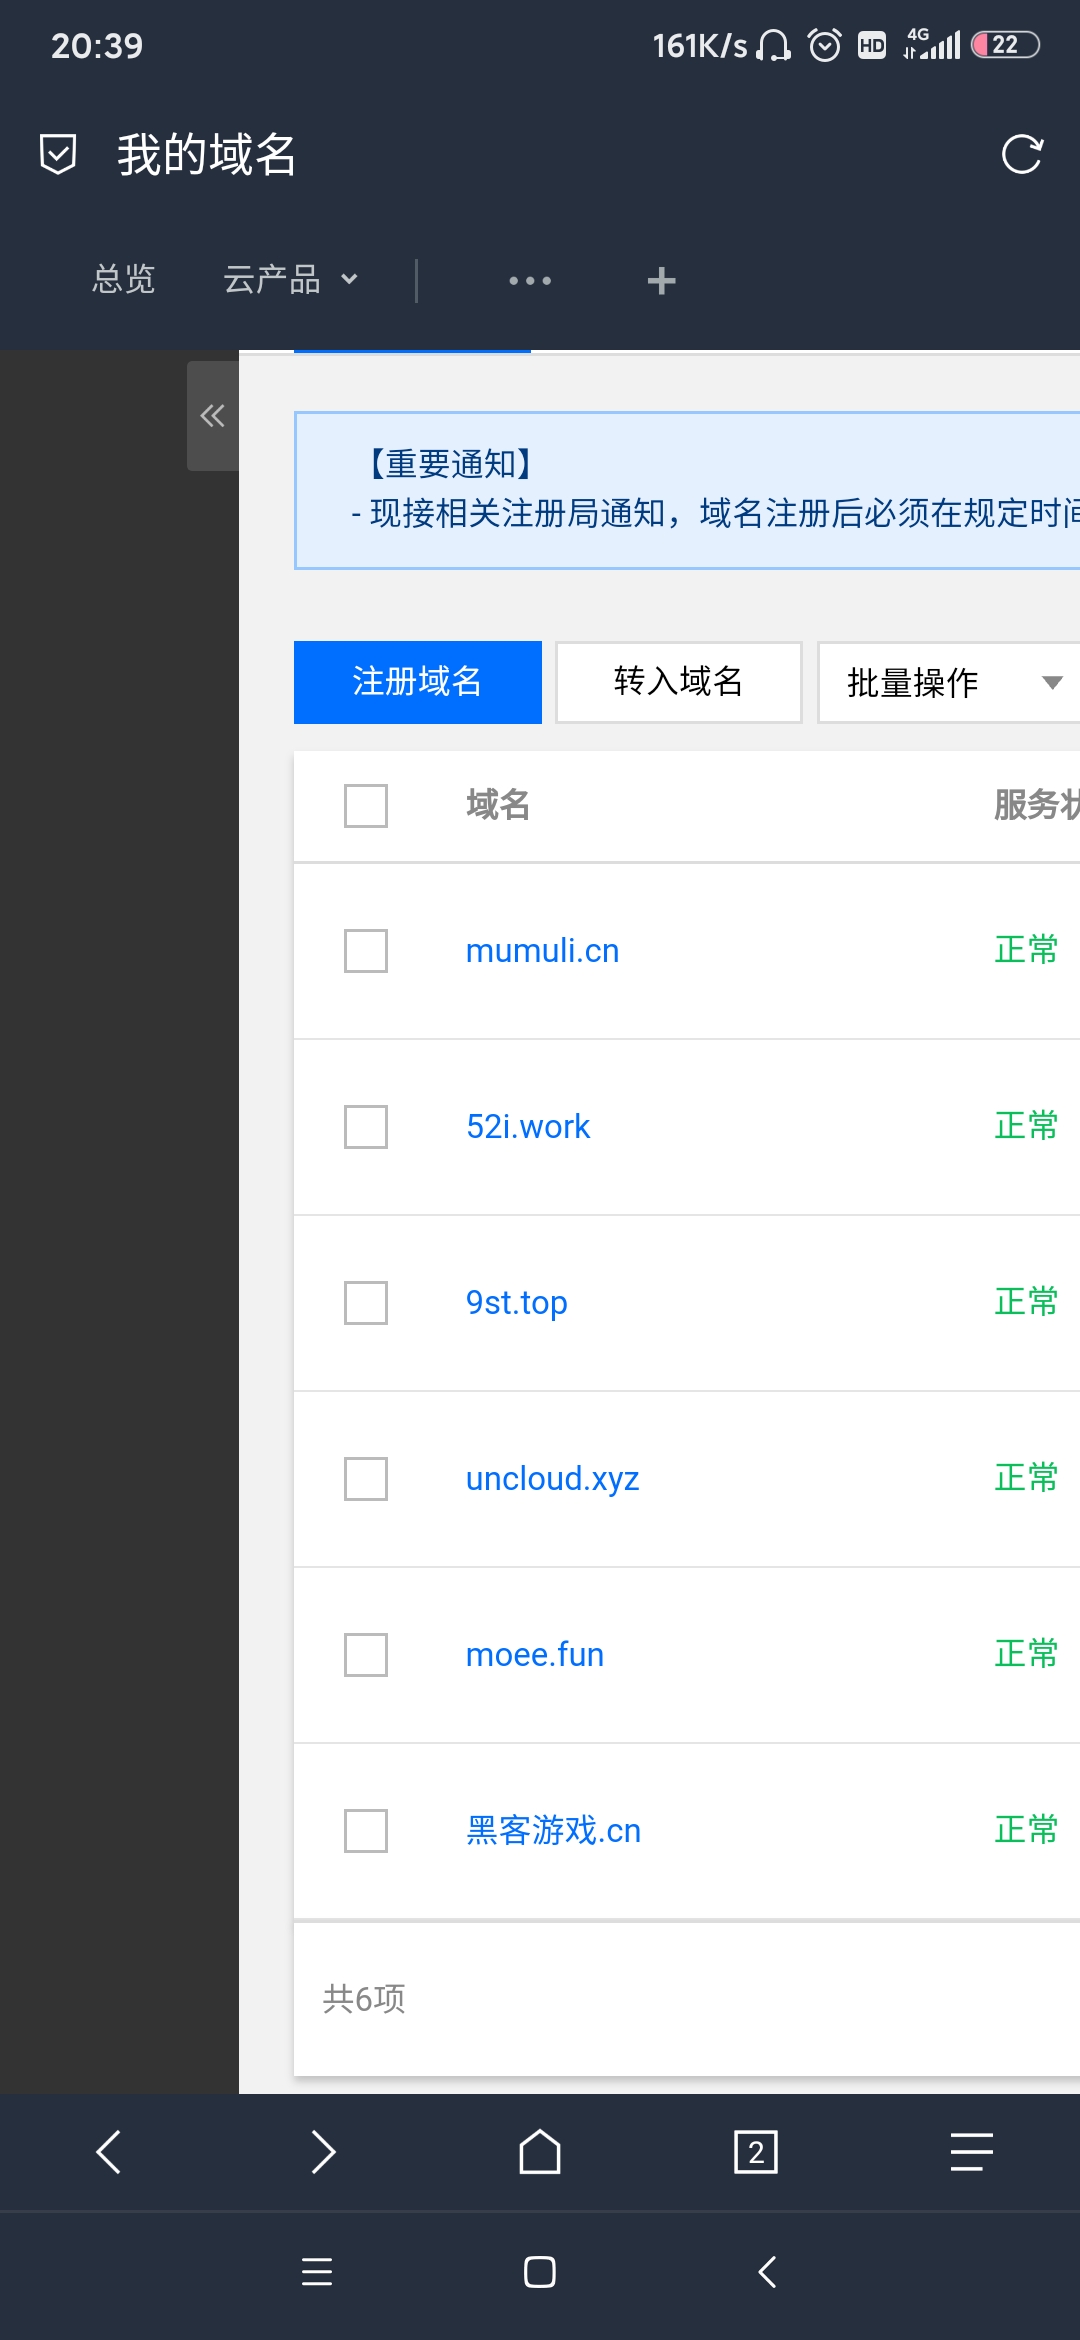 20:39
161K/s
HD
4G
22
我的域名
总览
云产品
【重要通知】
- 现接相关注册局通知，域名注册后必须在规定时间
注册域名
转入域名
批量操作
域名
服务状
mumuli.cn
正常
52i.work
正常
9st.top
正常
uncloud.xyz
正常
moee.fun
正常
黑客游戏.cn
正常
共6项
2